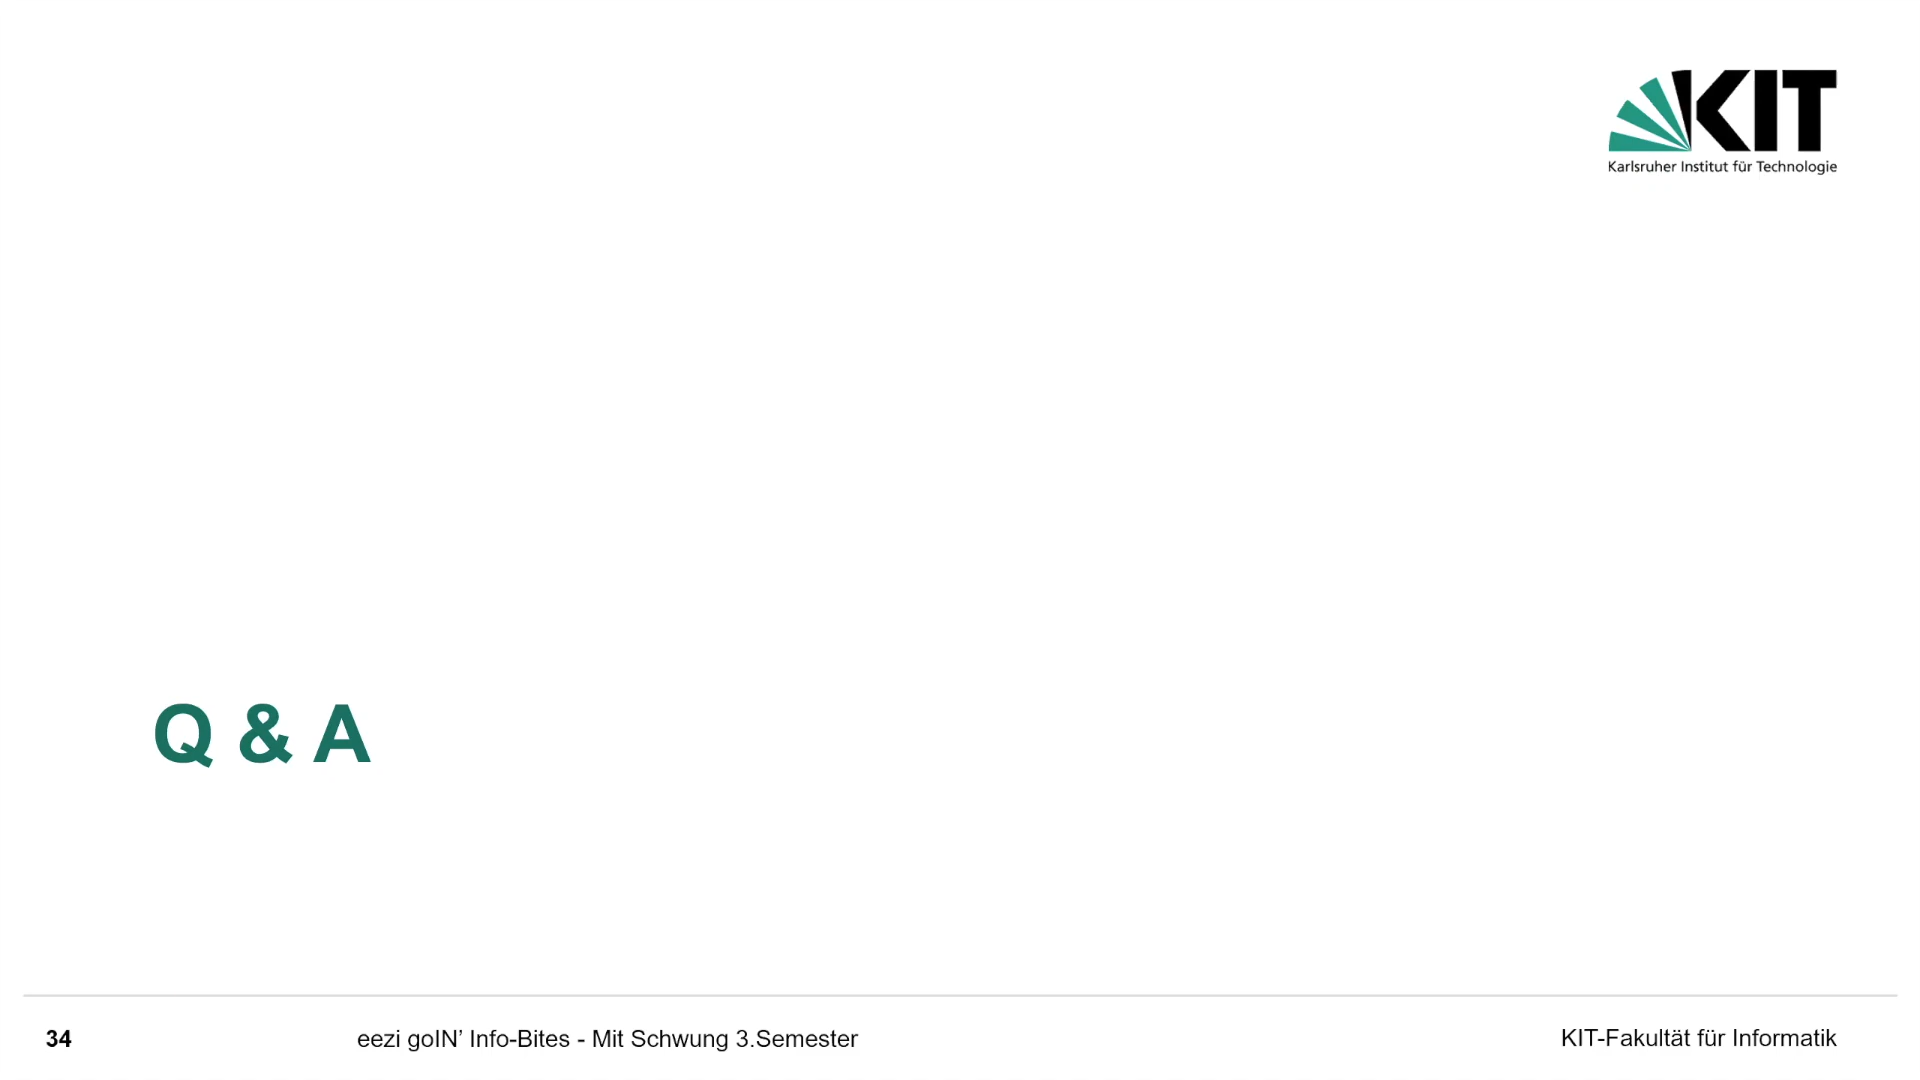 KIT
Karlsruher Institut für Technologie
Q & A
34
eezi goIN’ Info-Bites - Mit Schwung 3.Semester
KIT-Fakultät für Informatik